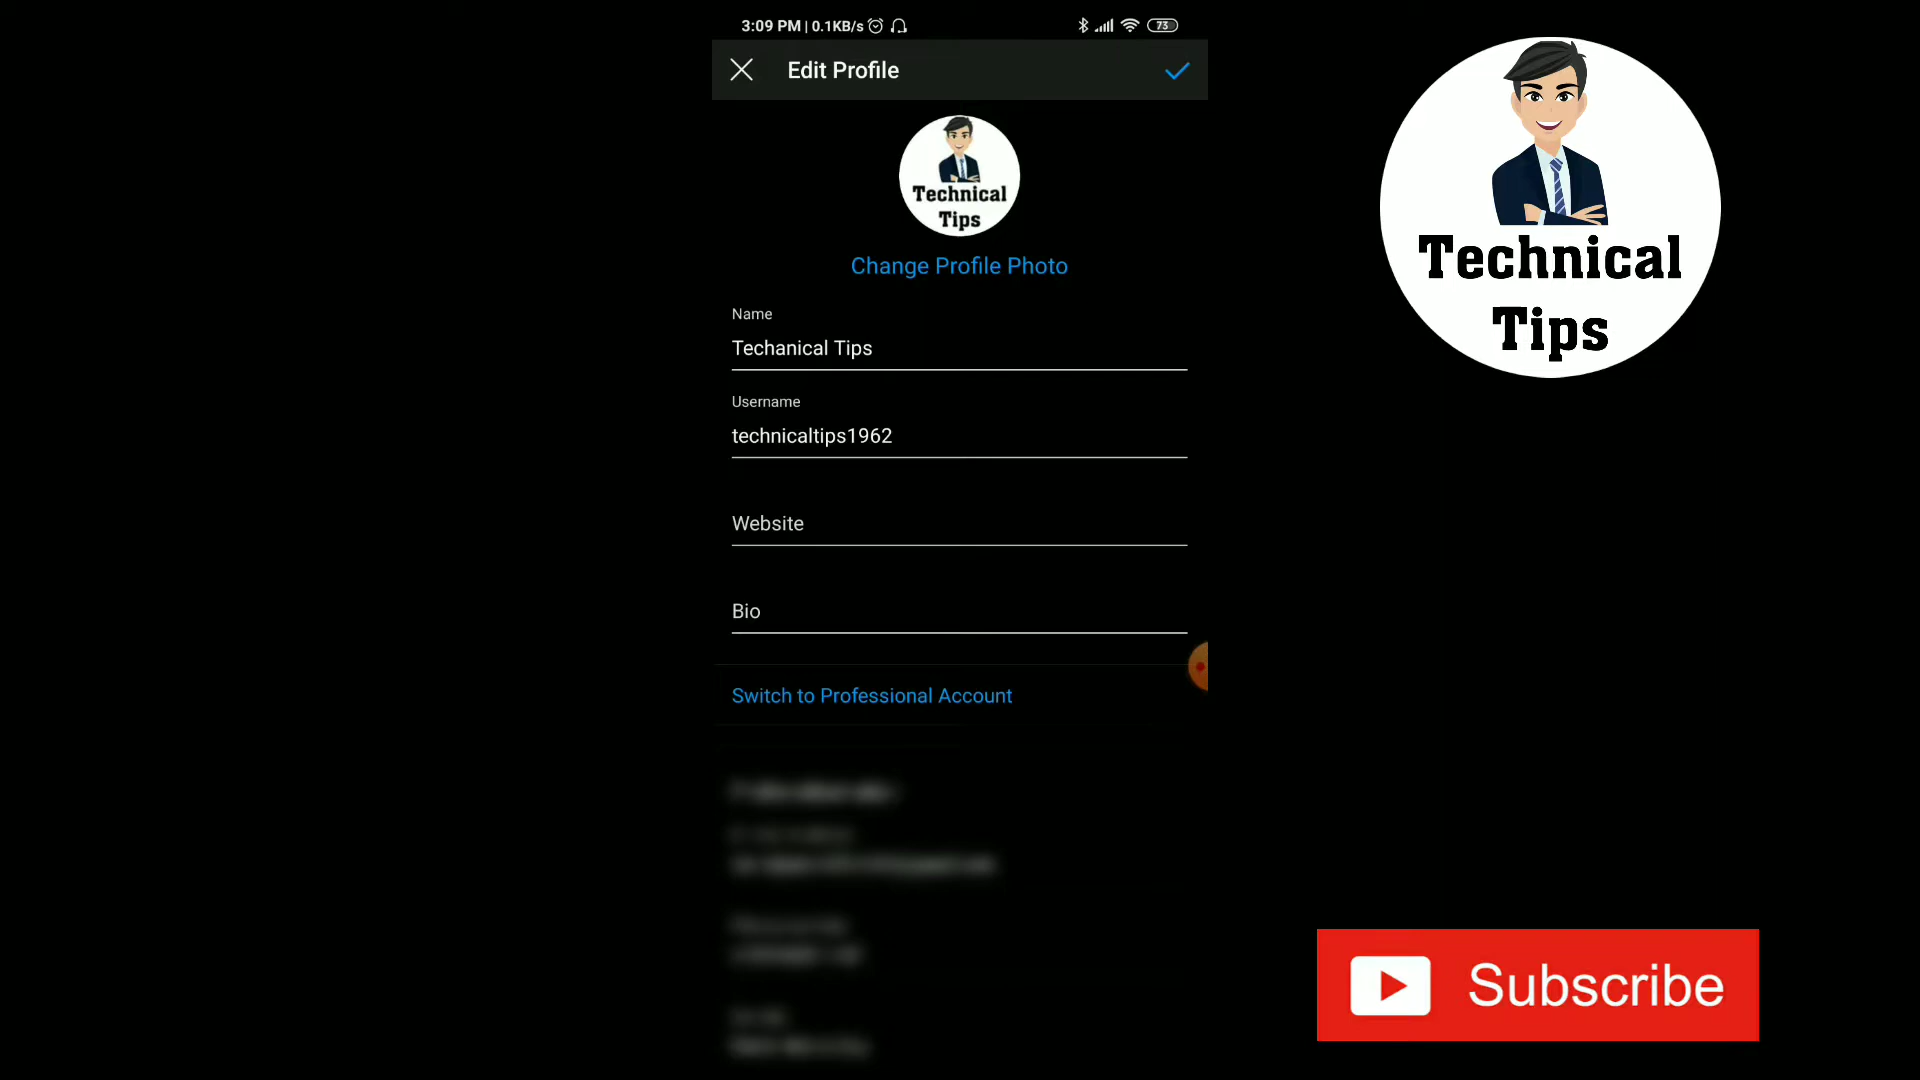 3:09 PM | 0.1KB/s
73
Edit Profile
Technical
Tips
Change Profile Photo
Name
Techanical Tips
Username
technicaltips1962
Website
Bio
Switch to Professional Account
Technical
Tips
Subscribe